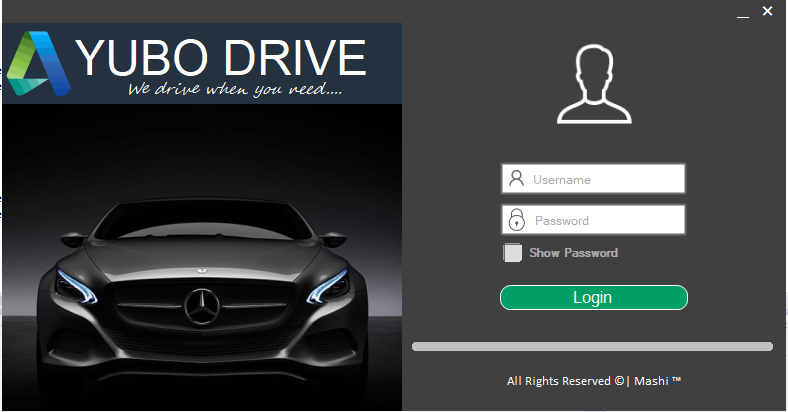 YUBO DRIVE
We drive when you need....
Username
Password
Show Password
Login
All Rights Reserved ©| Mashi ™